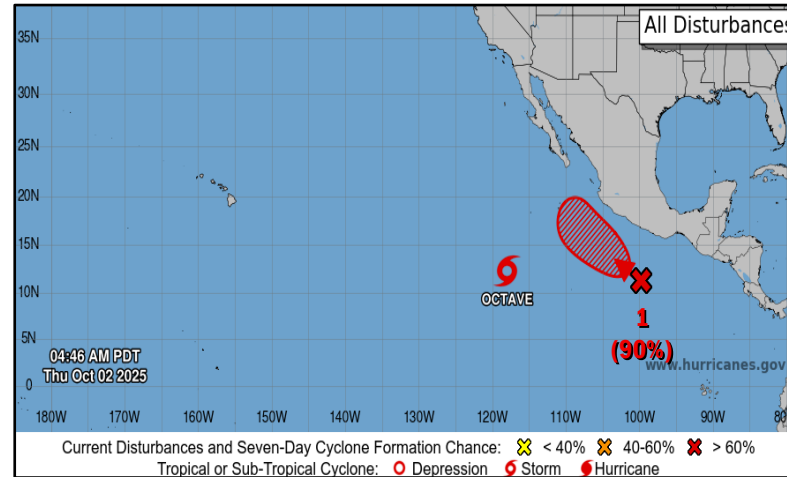 All Disturbances
35N
30N
25N
20N
15N
10N
5N
0
OCTAVE
1
(90%)
04:46 AM PDT
Thu Oct 02 2025
www.hurricanes.gov
180W 170W 160W 150W 140W 130W 120W 110W 100W 90W 80
Current Disturbances and Seven-Day Cyclone Formation Chance: < 40% 40-60% > 60%
Tropical or Sub-Tropical Cyclone: Depression Storm Hurricane